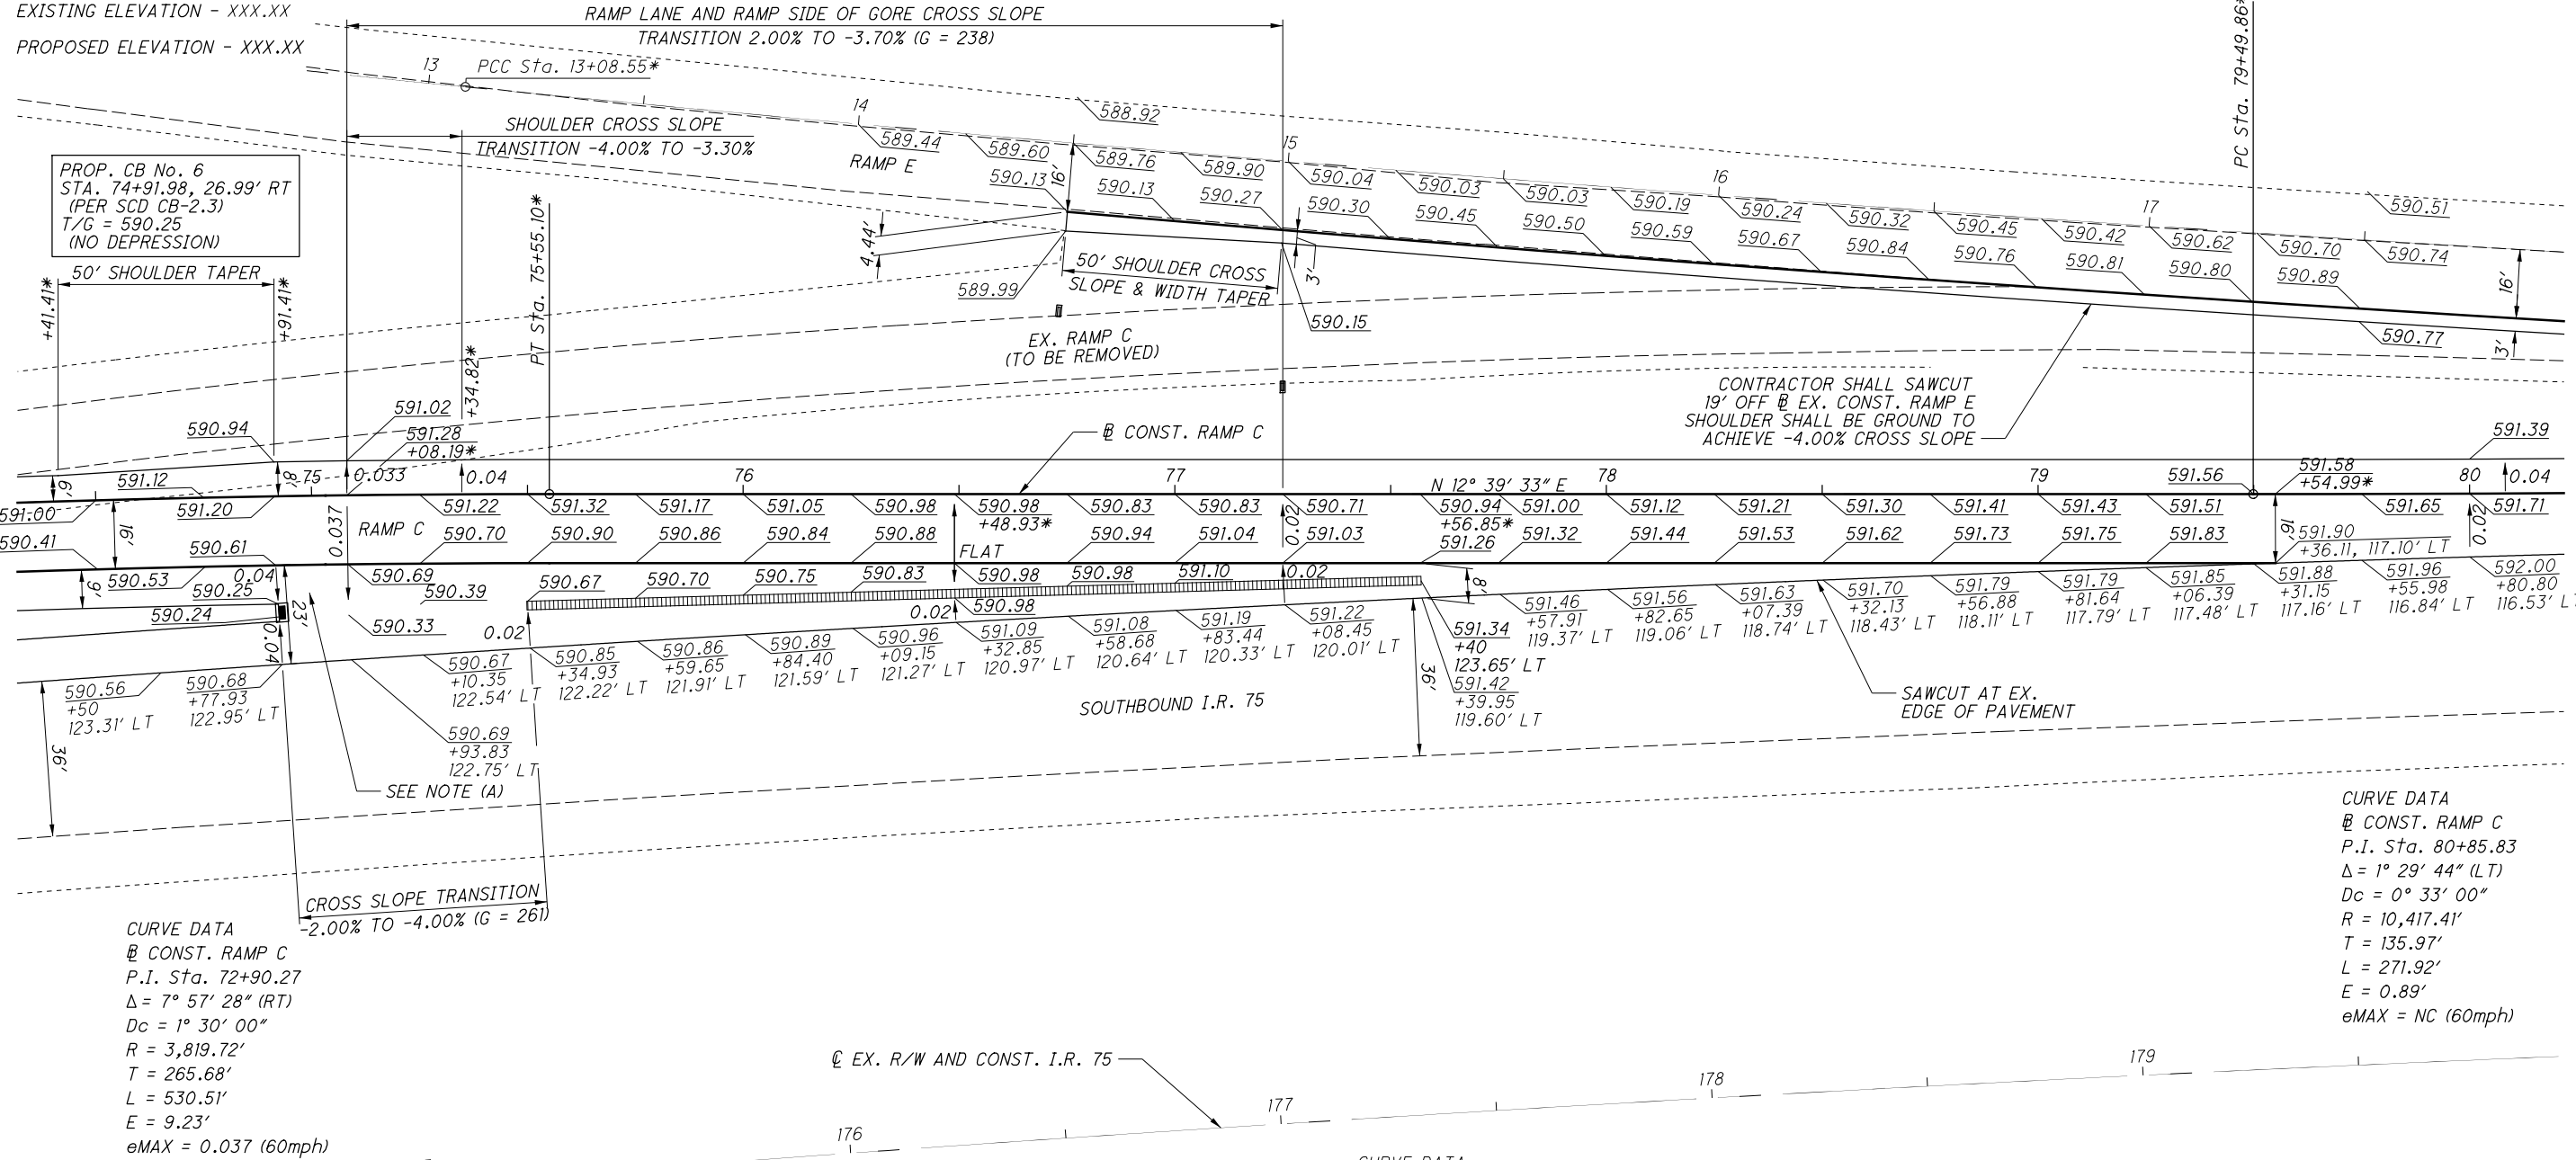 EXISTING ELEVATION - XXX.XX
PROPOSED ELEVATION - XXX.XX
RAMP LANE AND RAMP SIDE OF GORE CROSS SLOPE
TRANSITION 2.00% TO -3.70% (G = 238)
13
PCC Sta. 13+08.55*
SHOULDER CROSS SLOPE
TRANSITION -4.00% TO -3.30%
14
RAMP E
588.92
15
16
17
PC Sta. 79+49.86*
PROP. CB No. 6
STA. 74+91.98, 26.99' RT
(PER SCD CB-2.3)
T/G = 590.25
(NO DEPRESSION)
50' SHOULDER TAPER
+41.41*
+91.41*
+34.82*
PT Sta. 75+55.10*
589.44
589.60
589.76
589.90
590.04
590.03
590.03
590.19
590.24
590.32
590.45
590.42
590.62
590.70
590.74
590.51
590.13
16'
590.13
590.27
590.30
590.45
590.50
590.59
590.67
590.84
590.76
590.81
590.80
590.89
16'
4.44'
589.99
50' SHOULDER CROSS
SLOPE & WIDTH TAPER
3'
590.15
590.77
3'
EX. RAMP C
(TO BE REMOVED)
CONTRACTOR SHALL SAWCUT
19' OFF ⅊ EX. CONST. RAMP E
SHOULDER SHALL BE GROUND TO
ACHIEVE -4.00% CROSS SLOPE
590.94
591.02
591.28
+08.19*
BL CONST. RAMP C
591.39
6'
591.12
8'
75
0.033
0.04
76
77
N 12° 39' 33" E
78
79
591.56
591.58
+54.99*
80
0.04
591.00
591.20
591.22
591.32
591.17
591.05
590.98
590.98
+48.93*
590.83
590.83
0.02
590.71
590.94
+56.85*
591.00
591.12
591.21
591.30
591.41
591.43
591.51
591.65
591.71
590.41
16'
590.61
0.037
RAMP C
590.70
590.90
590.86
590.84
590.88
FLAT
590.94
591.04
591.03
591.26
591.32
591.44
591.53
591.62
591.73
591.75
591.83
16'
591.90
+36.11, 117.10' LT
0.02
590.53
0.04
6'
590.25
590.24
0.04
23'
590.69
590.39
590.33
590.67
590.70
590.75
590.83
590.98
590.98
591.10
0.02
0.02
0.02
590.98
8'
590.56
+50
123.31' LT
590.68
+77.93
122.95' LT
590.69
+93.83
122.75' LT
590.67
+10.35
122.54' LT
590.85
+34.93
122.22' LT
590.86
+59.65
121.91' LT
590.89
+84.40
121.59' LT
590.96
+09.15
121.27' LT
591.09
+32.85
120.97' LT
591.08
+58.68
120.64' LT
591.19
+83.44
120.33' LT
591.22
+08.45
120.01' LT
591.34
+40
123.65' LT
591.42
+39.95
119.60' LT
591.46
+57.91
119.37' LT
591.56
+82.65
119.06' LT
591.63
+07.39
118.74' LT
591.70
+32.13
118.43' LT
591.79
+56.88
118.11' LT
591.79
+81.64
117.79' LT
591.85
+06.39
117.48' LT
591.88
+31.15
117.16' LT
591.96
+55.98
116.84' LT
592.00
+80.80
116.53' LT
36'
36'
SOUTHBOUND I.R. 75
SAWCUT AT EX.
EDGE OF PAVEMENT
SEE NOTE (A)
CROSS SLOPE TRANSITION
-2.00% TO -4.00% (G = 261)
CURVE DATA
BL CONST. RAMP C
P.I. Sta. 72+90.27
Δ = 7° 57' 28" (RT)
Dc = 1° 30' 00"
R = 3,819.72'
T = 265.68'
L = 530.51'
E = 9.23'
eMAX = 0.037 (60mph)
CURVE DATA
BL CONST. RAMP C
P.I. Sta. 80+85.83
Δ = 1° 29' 44" (LT)
Dc = 0° 33' 00"
R = 10,417.41'
T = 135.97'
L = 271.92'
E = 0.89'
eMAX = NC (60mph)
℄ EX. R/W AND CONST. I.R. 75
176
177
178
179
CURVE DATA